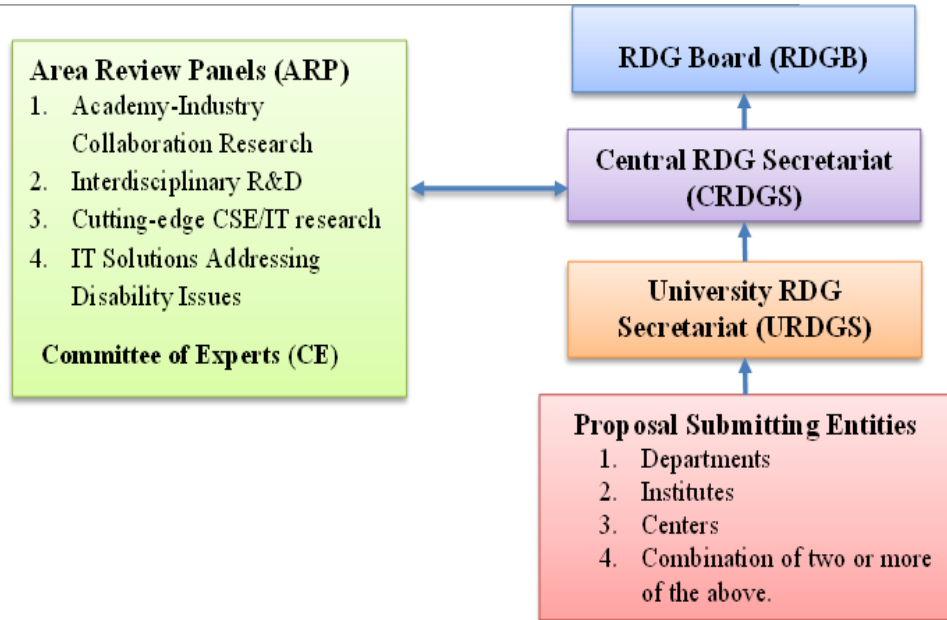 Area Review Panels (ARP)
1. Academy-Industry
Collaboration Research
2. Interdisciplinary R&D
3. Cutting-edge CSE/IT research
4. IT Solutions Addressing
Disability Issues
Committee of Experts (CE)
RDG Board (RDGB)
Central RDG Secretariat
(CRDGS)
University RDG
Secretariat (URDGS)
Proposal Submitting Entities
1. Departments
2. Institutes
3. Centers
4. Combination of two or more
of the above.